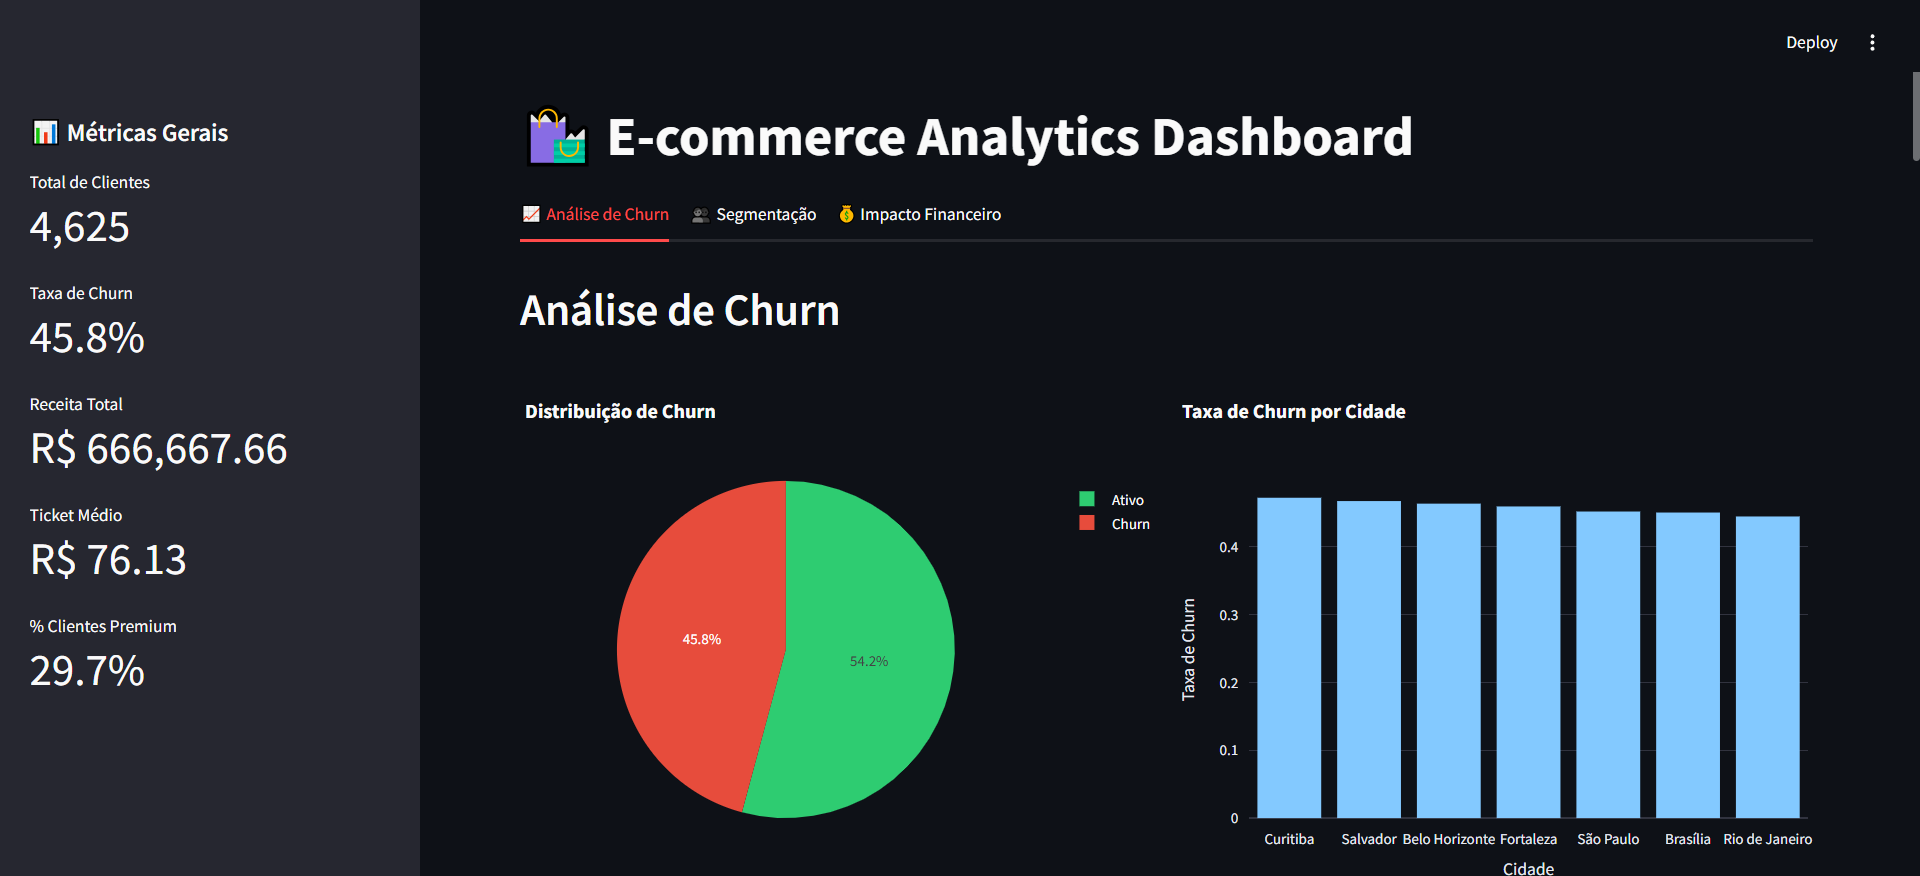 Deploy
📊 Métricas Gerais
Total de Clientes
4,625
Taxa de Churn
45.8%
Receita Total
R$ 666,667.66
Ticket Médio
R$ 76.13
% Clientes Premium
29.7%
🛍️ E-commerce Analytics Dashboard
📈 Análise de Churn 👥 Segmentação 💰 Impacto Financeiro
Análise de Churn
Distribuição de Churn
45.8%
54.2%
Ativo
Churn
Taxa de Churn por Cidade
Taxa de Churn
0.4
0.3
0.2
0.1
0
Curitiba Salvador Belo Horizonte Fortaleza São Paulo Brasília Rio de Janeiro
Cidade